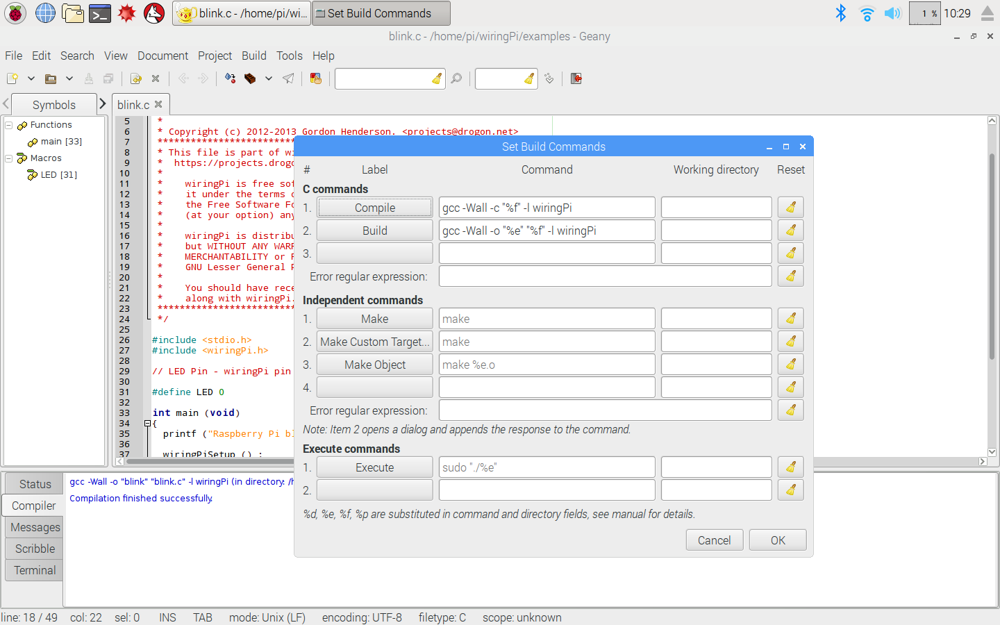 blink.c - /home/pi/wi...
Set Build Commands
1 %
10:29
blink.c - /home/pi/wiringPi/examples - Geany
File Edit Search View Document Project Build Tools Help
Symbols
blink.c
Functions
main [33]
Macros
LED [31]
5 *
6 * Copyright (c) 2012-2013 Gordon Henderson. <projects@drogon.net>
7 ***************************
8 * This file is part of wi
9 * https://projects.drogo
10 *
11 * wiringPi is free sof
12 * it under the terms o
13 * the Free Software Fo
14 * (at your option) any
15 *
16 * wiringPi is distribu
17 * but WITHOUT ANY WARR
18 * MERCHANTABILITY or F
19 * GNU Lesser General P
20 *
21 * You should have rece
22 * along with wiringPi.
23 ***************************
24 */
25
26 #include <stdio.h>
27 #include <wiringPi.h>
28
29 // LED Pin - wiringPi pin
30
31 #define LED 0
32
33 int main (void)
34 {
35 printf ("Raspberry Pi bl
36
37 wiringPiSetup () ;
Set Build Commands
# Label Command Working directory Reset
C commands
1. Compile gcc -Wall -c "%f" -l wiringPi
2. Build gcc -Wall -o "%e" "%f" -l wiringPi
3.
Error regular expression:
Independent commands
1. Make make
2. Make Custom Target... make
3. Make Object make %e.o
4.
Error regular expression:
Note: Item 2 opens a dialog and appends the response to the command.
Execute commands
1. Execute sudo "./%e"
2.
%d, %e, %f, %p are substituted in command and directory fields, see manual for details.
Cancel OK
Status
Compiler
Messages
Scribble
Terminal
gcc -Wall -o "blink" "blink.c" -l wiringPi (in directory: /h
Compilation finished successfully.
line: 18 / 49 col: 22 sel: 0 INS TAB mode: Unix (LF) encoding: UTF-8 filetype: C scope: unknown